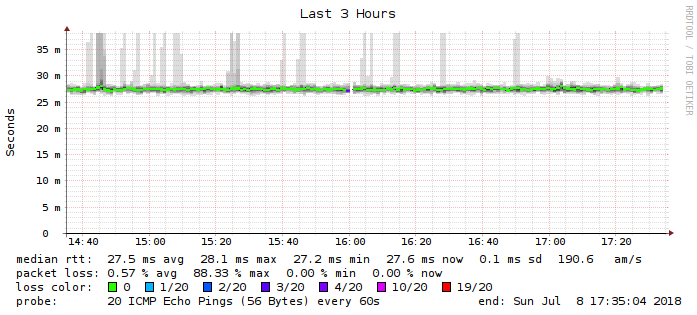 Last 3 Hours
RRDTOOL / TOBI OETIKER
Seconds
35 m
30 m
25 m
20 m
15 m
10 m
5 m
0
14:40 15:00 15:20 15:40 16:00 16:20 16:40 17:00 17:20
median rtt: 27.5 ms avg 28.1 ms max 27.2 ms min 27.6 ms now 0.1 ms sd 190.6 am/s
packet loss: 0.57 % avg 88.33 % max 0.00 % min 0.00 % now
loss color: 0 1/20 2/20 3/20 4/20 10/20 19/20
probe: 20 ICMP Echo Pings (56 Bytes) every 60s end: Sun Jul 8 17:35:04 2018